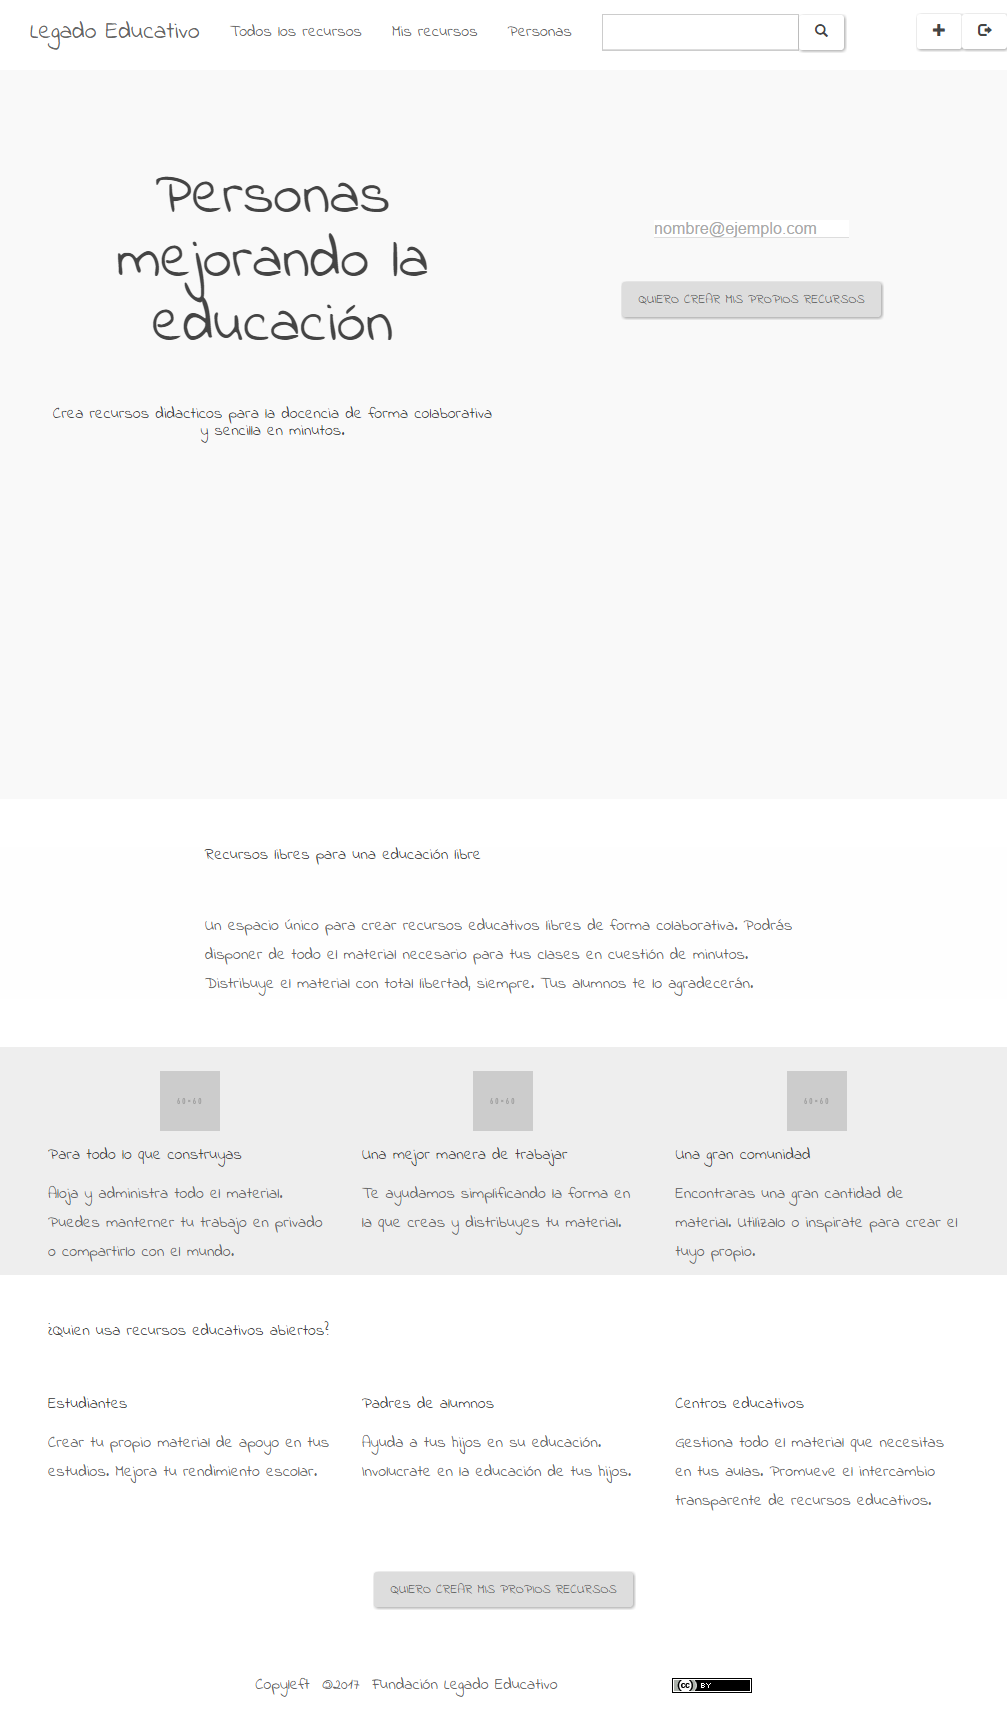 Legado Educativo Todos los recursos Mis recursos Personas
Personas
mejorando la
educación
nombre@ejemplo.com
QUIERO CREAR MIS PROPIOS RECURSOS
Crea recursos didacticos para la docencia de forma colaborativa
y sencilla en minutos.
Recursos libres para una educación libre
Un espacio único para crear recursos educativos libres de forma colaborativa. Podrás
disponer de todo el material necesario para tus clases en cuestión de minutos.
Distribuye el material con total libertad, siempre. Tus alumnos te lo agradecerán.
60×60
Para todo lo que construyas
Aloja y administra todo el material.
Puedes manterner tu trabajo en privado
o compartirlo con el mundo.
60×60
Una mejor manera de trabajar
Te ayudamos simplificando la forma en
la que creas y distribuyes tu material.
60×60
Una gran comunidad
Encontraras una gran cantidad de
material. Utilizalo o inspirate para crear el
tuyo propio.
¿Quien usa recursos educativos abiertos?
Estudiantes
Crear tu propio material de apoyo en tus
estudios. Mejora tu rendimiento escolar.
Padres de alumnos
Ayuda a tus hijos en su educación.
Involucrate en la educación de tus hijos.
Centros educativos
Gestiona todo el material que necesitas
en tus aulas. Promueve el intercambio
transparente de recursos educativos.
QUIERO CREAR MIS PROPIOS RECURSOS
Copyleft ©2017 Fundación Legado Educativo
cc BY